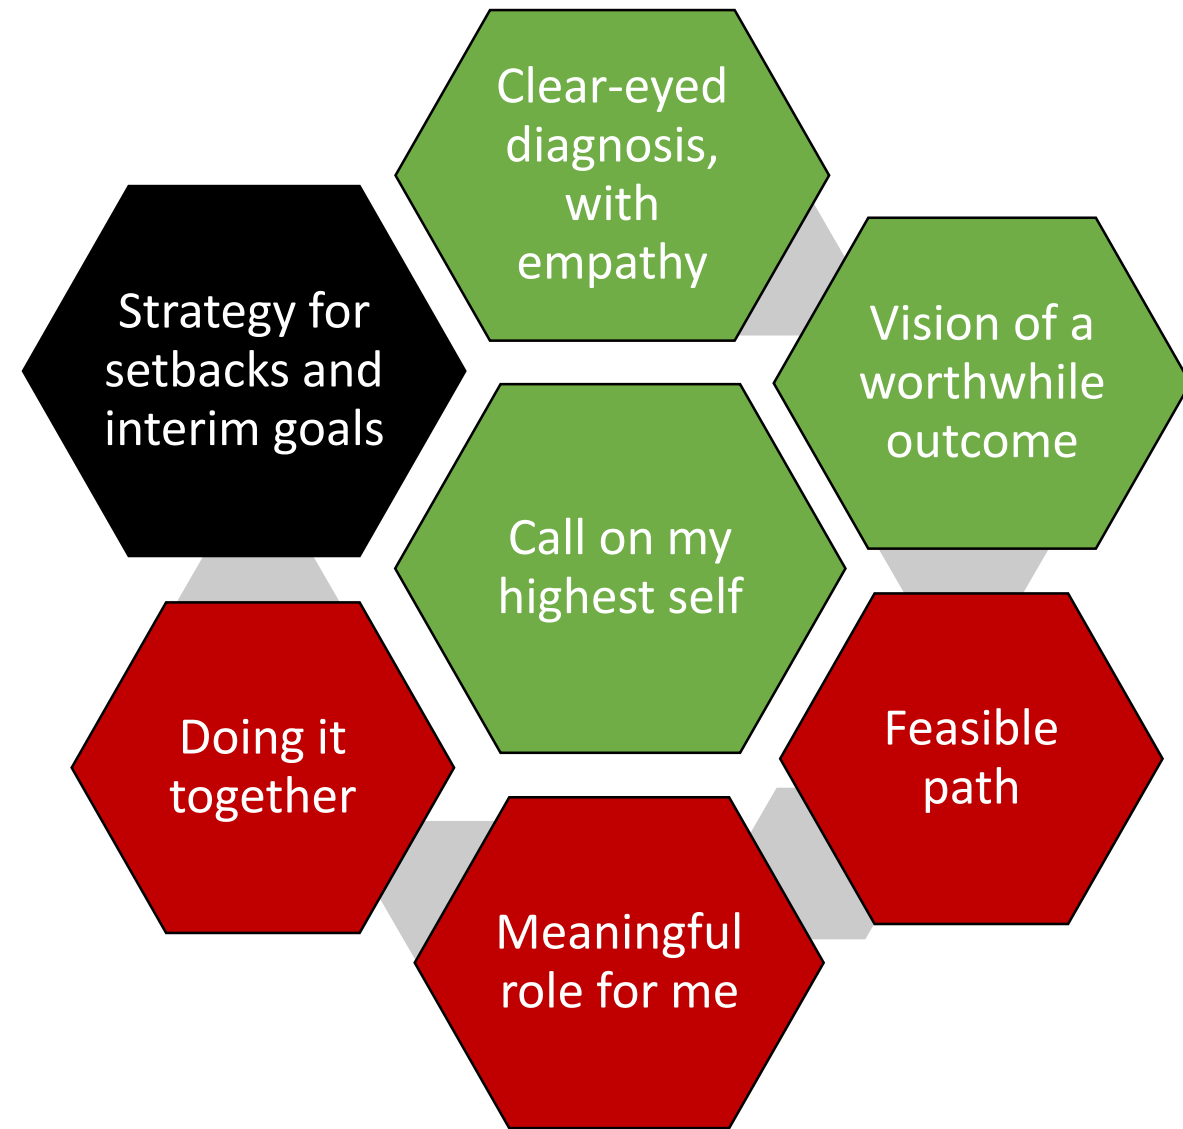 Clear-eyed
diagnosis,
with
empathy
Vision of a
worthwhile
outcome
Feasible
path
Meaningful
role for me
Doing it
together
Strategy for
setbacks and
interim goals
Call on my
highest self